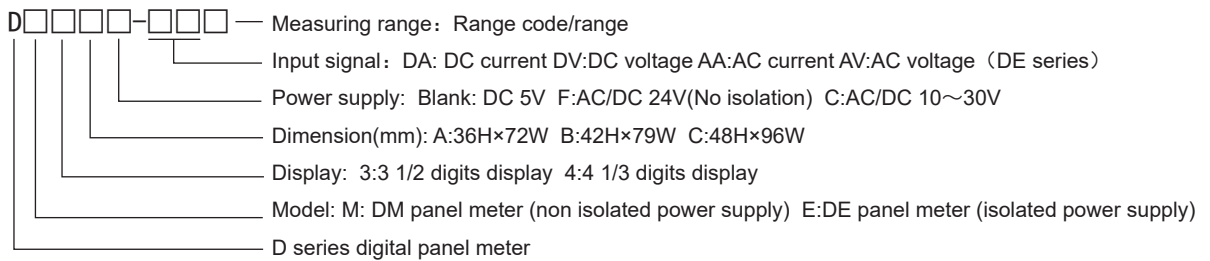 D□□□□-□□□ Measuring range：Range code/range
Input signal：DA: DC current DV:DC voltage AA:AC current AV:AC voltage（DE series）
Power supply: Blank: DC 5V F:AC/DC 24V(No isolation) C:AC/DC 10～30V
Dimension(mm): A:36H×72W B:42H×79W C:48H×96W
Display: 3:3 1/2 digits display 4:4 1/3 digits display
Model: M: DM panel meter (non isolated power supply) E:DE panel meter (isolated power supply)
D series digital panel meter